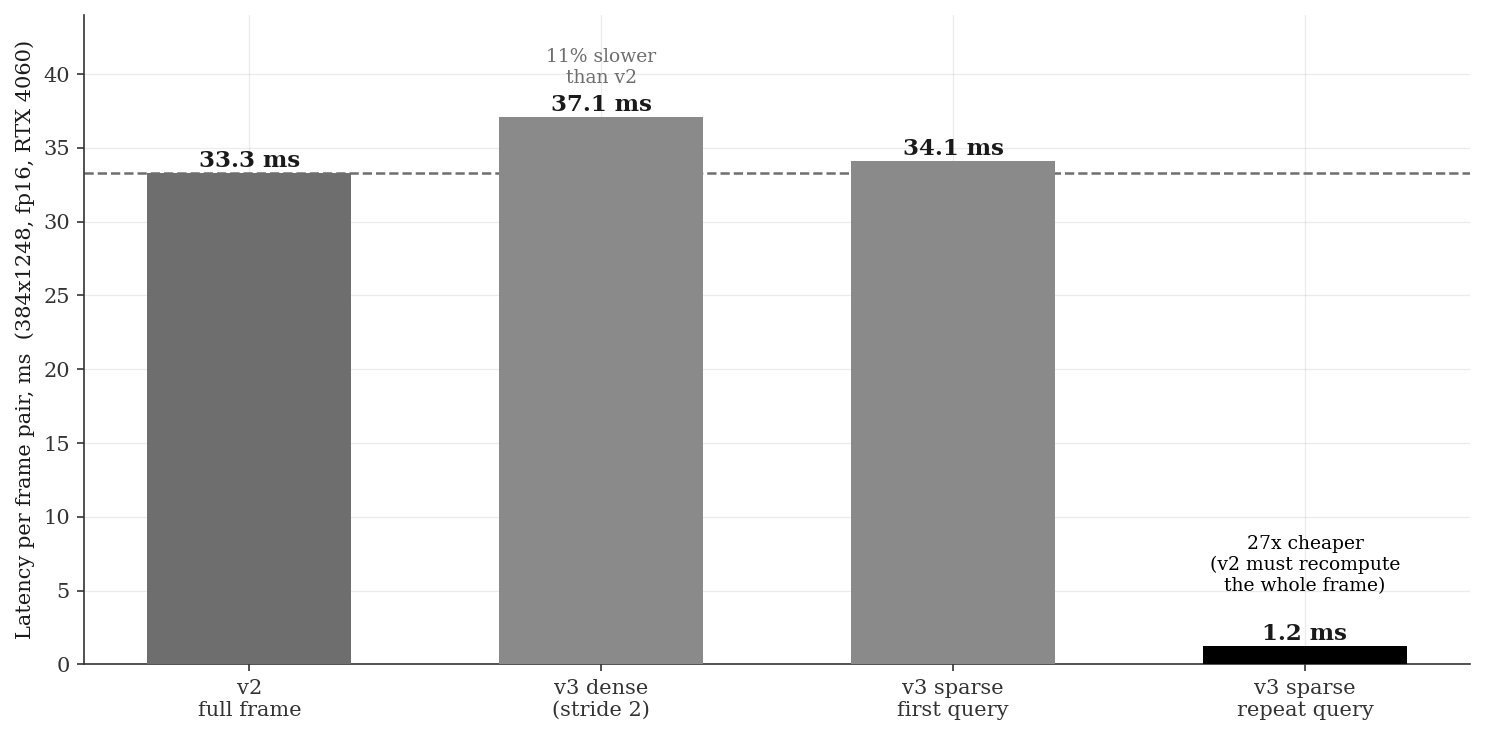 Latency per frame pair, ms  (384x1248, fp16, RTX 4060)
40
35
30
25
20
15
10
5
0
33.3 ms
11% slower
than v2
37.1 ms
34.1 ms
27x cheaper
(v2 must recompute
the whole frame)
1.2 ms
v2
full frame
v3 dense
(stride 2)
v3 sparse
first query
v3 sparse
repeat query